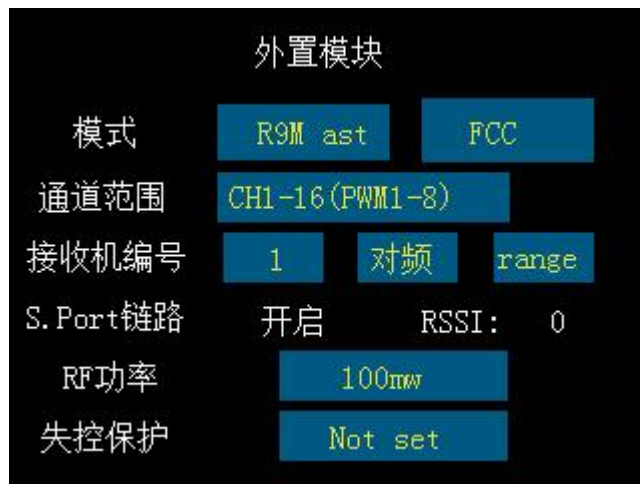 外置模块
模式 R9M ast FCC
通道范围 CH1-16(PWM1-8)
接收机编号 1 对频 range
S.Port链路 开启 RSSI: 0
RF功率 100mw
失控保护 Not set